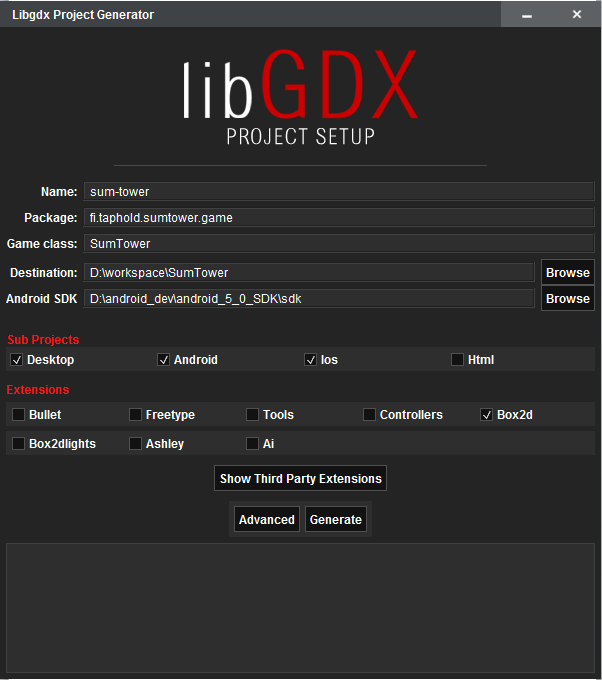 Libgdx Project Generator
libGDX
PROJECT SETUP
Name: sum-tower
Package: fi.taphold.sumtower.game
Game class: SumTower
Destination: D:\workspace\SumTower Browse
Android SDK D:\android_dev\android_5_0_SDK\sdk Browse
Sub Projects
Desktop Android Ios Html
Extensions
Bullet Freetype Tools Controllers Box2d
Box2dlights Ashley Ai
Show Third Party Extensions
Advanced Generate